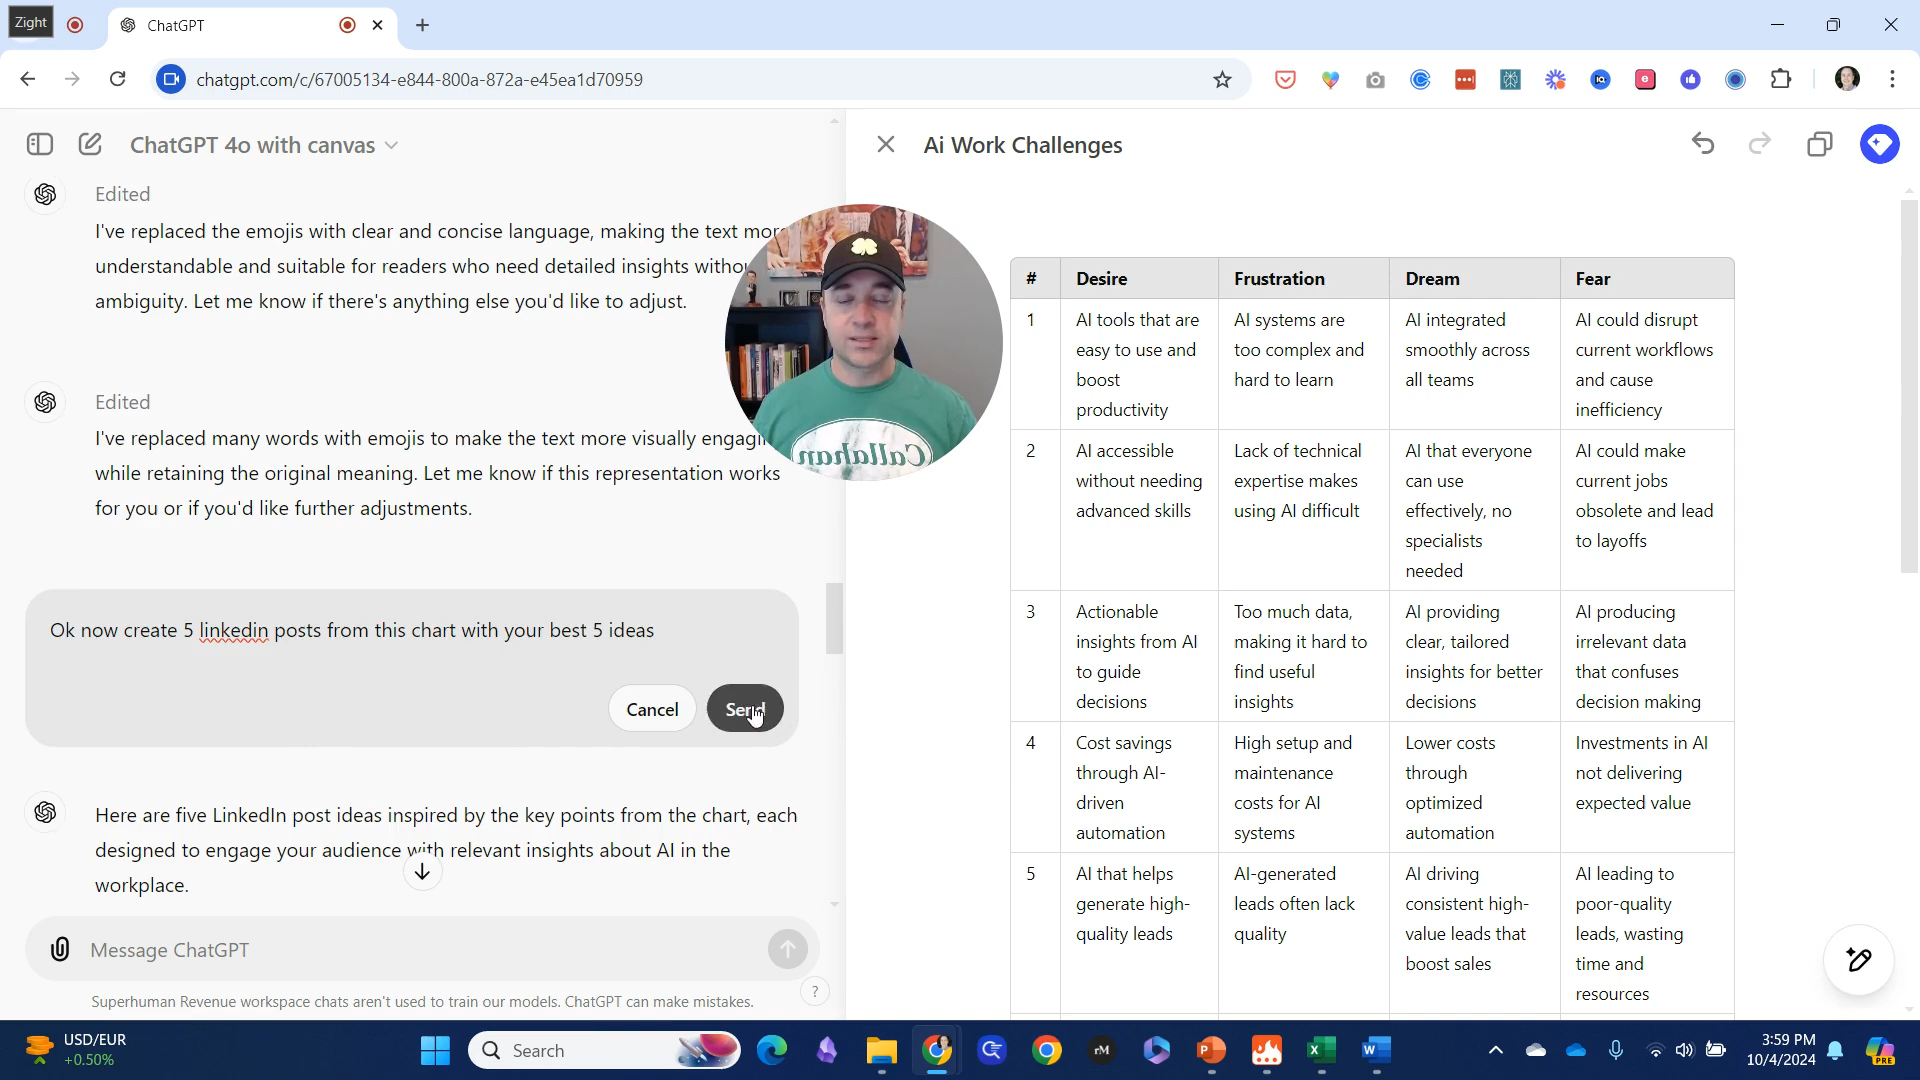 Zight
ChatGPT
chatgpt.com/c/67005134-e844-800a-872a-e45ea1d70959
ChatGPT 4o with canvas
Edited
I've replaced the emojis with clear and concise language, making the text more
understandable and suitable for readers who need detailed insights
ambiguity. Let me know if there's anything else you'd like to adjust.
Edited
I've replaced many words with emojis to make the text more visually
while retaining the original meaning. Let me know if this representation works
for you or if you'd like further adjustments.
Ok now create 5 linkedin posts from this chart with your best 5 ideas
Cancel
Send
Here are five LinkedIn post ideas inspired by the key points from the chart, each
designed to engage your audience with relevant insights about AI in the
workplace.
Message ChatGPT
Superhuman Revenue workspace chats aren't used to train our models. ChatGPT can make mistakes.
?
Callahan
Ai Work Challenges
# Desire Frustration Dream Fear
1 AI tools that are AI systems are AI integrated AI could disrupt
easy to use and too complex and smoothly across current workflows
boost hard to learn all teams and cause
productivity inefficiency
2 AI accessible Lack of technical AI that everyone AI could make
without needing expertise makes can use current jobs
advanced skills using AI difficult effectively, no obsolete and lead
specialists to layoffs
needed
3 Actionable Too much data, AI providing AI producing
insights from AI making it hard to clear, tailored irrelevant data
to guide find useful insights for better that confuses
decisions insights decisions decision making
4 Cost savings High setup and Lower costs Investments in AI
through AI- maintenance through not delivering
driven costs for AI optimized expected value
automation systems automation
5 AI that helps AI-generated AI driving AI leading to
generate high- leads often lack consistent high- poor-quality
quality leads quality value leads that leads, wasting
boost sales time and
resources
USD/EUR
+0.50%
Search
rM
3:59 PM
10/4/2024
PRE